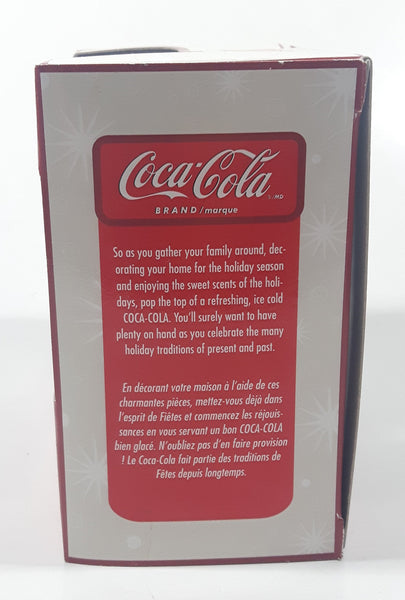 Coca-Cola
MD
BRAND/marque
So as you gather your family around, dec-
orating your home for the holiday season
and enjoying the sweet scents of the holi-
days, pop the top of a refreshing, ice cold
COCA-COLA. You'll surely want to have
plenty on hand as you celebrate the many
holiday traditions of present and past.
En décorant votre maison à l'aide de ces
charmantes pièces, mettez-vous déjà dans
l'esprit de Fiêtes et commencez les réjouis-
sances en vous servant un bon COCA-COLA
bien glacé. N'oubliez pas d'en faire provision
! Le Coca-Cola fait partie des traditions de
Fêtes depuis longtemps.